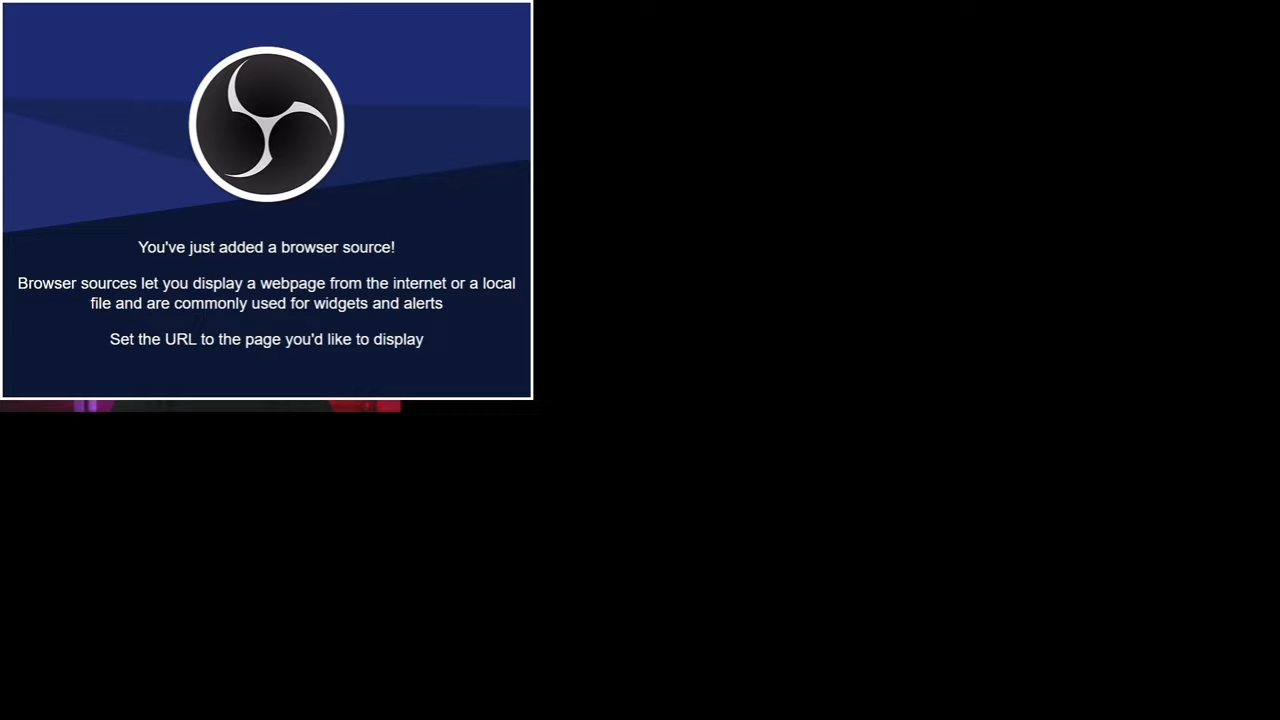 You've just added a browser source!
Browser sources let you display a webpage from the internet or a local
file and are commonly used for widgets and alerts
Set the URL to the page you'd like to display